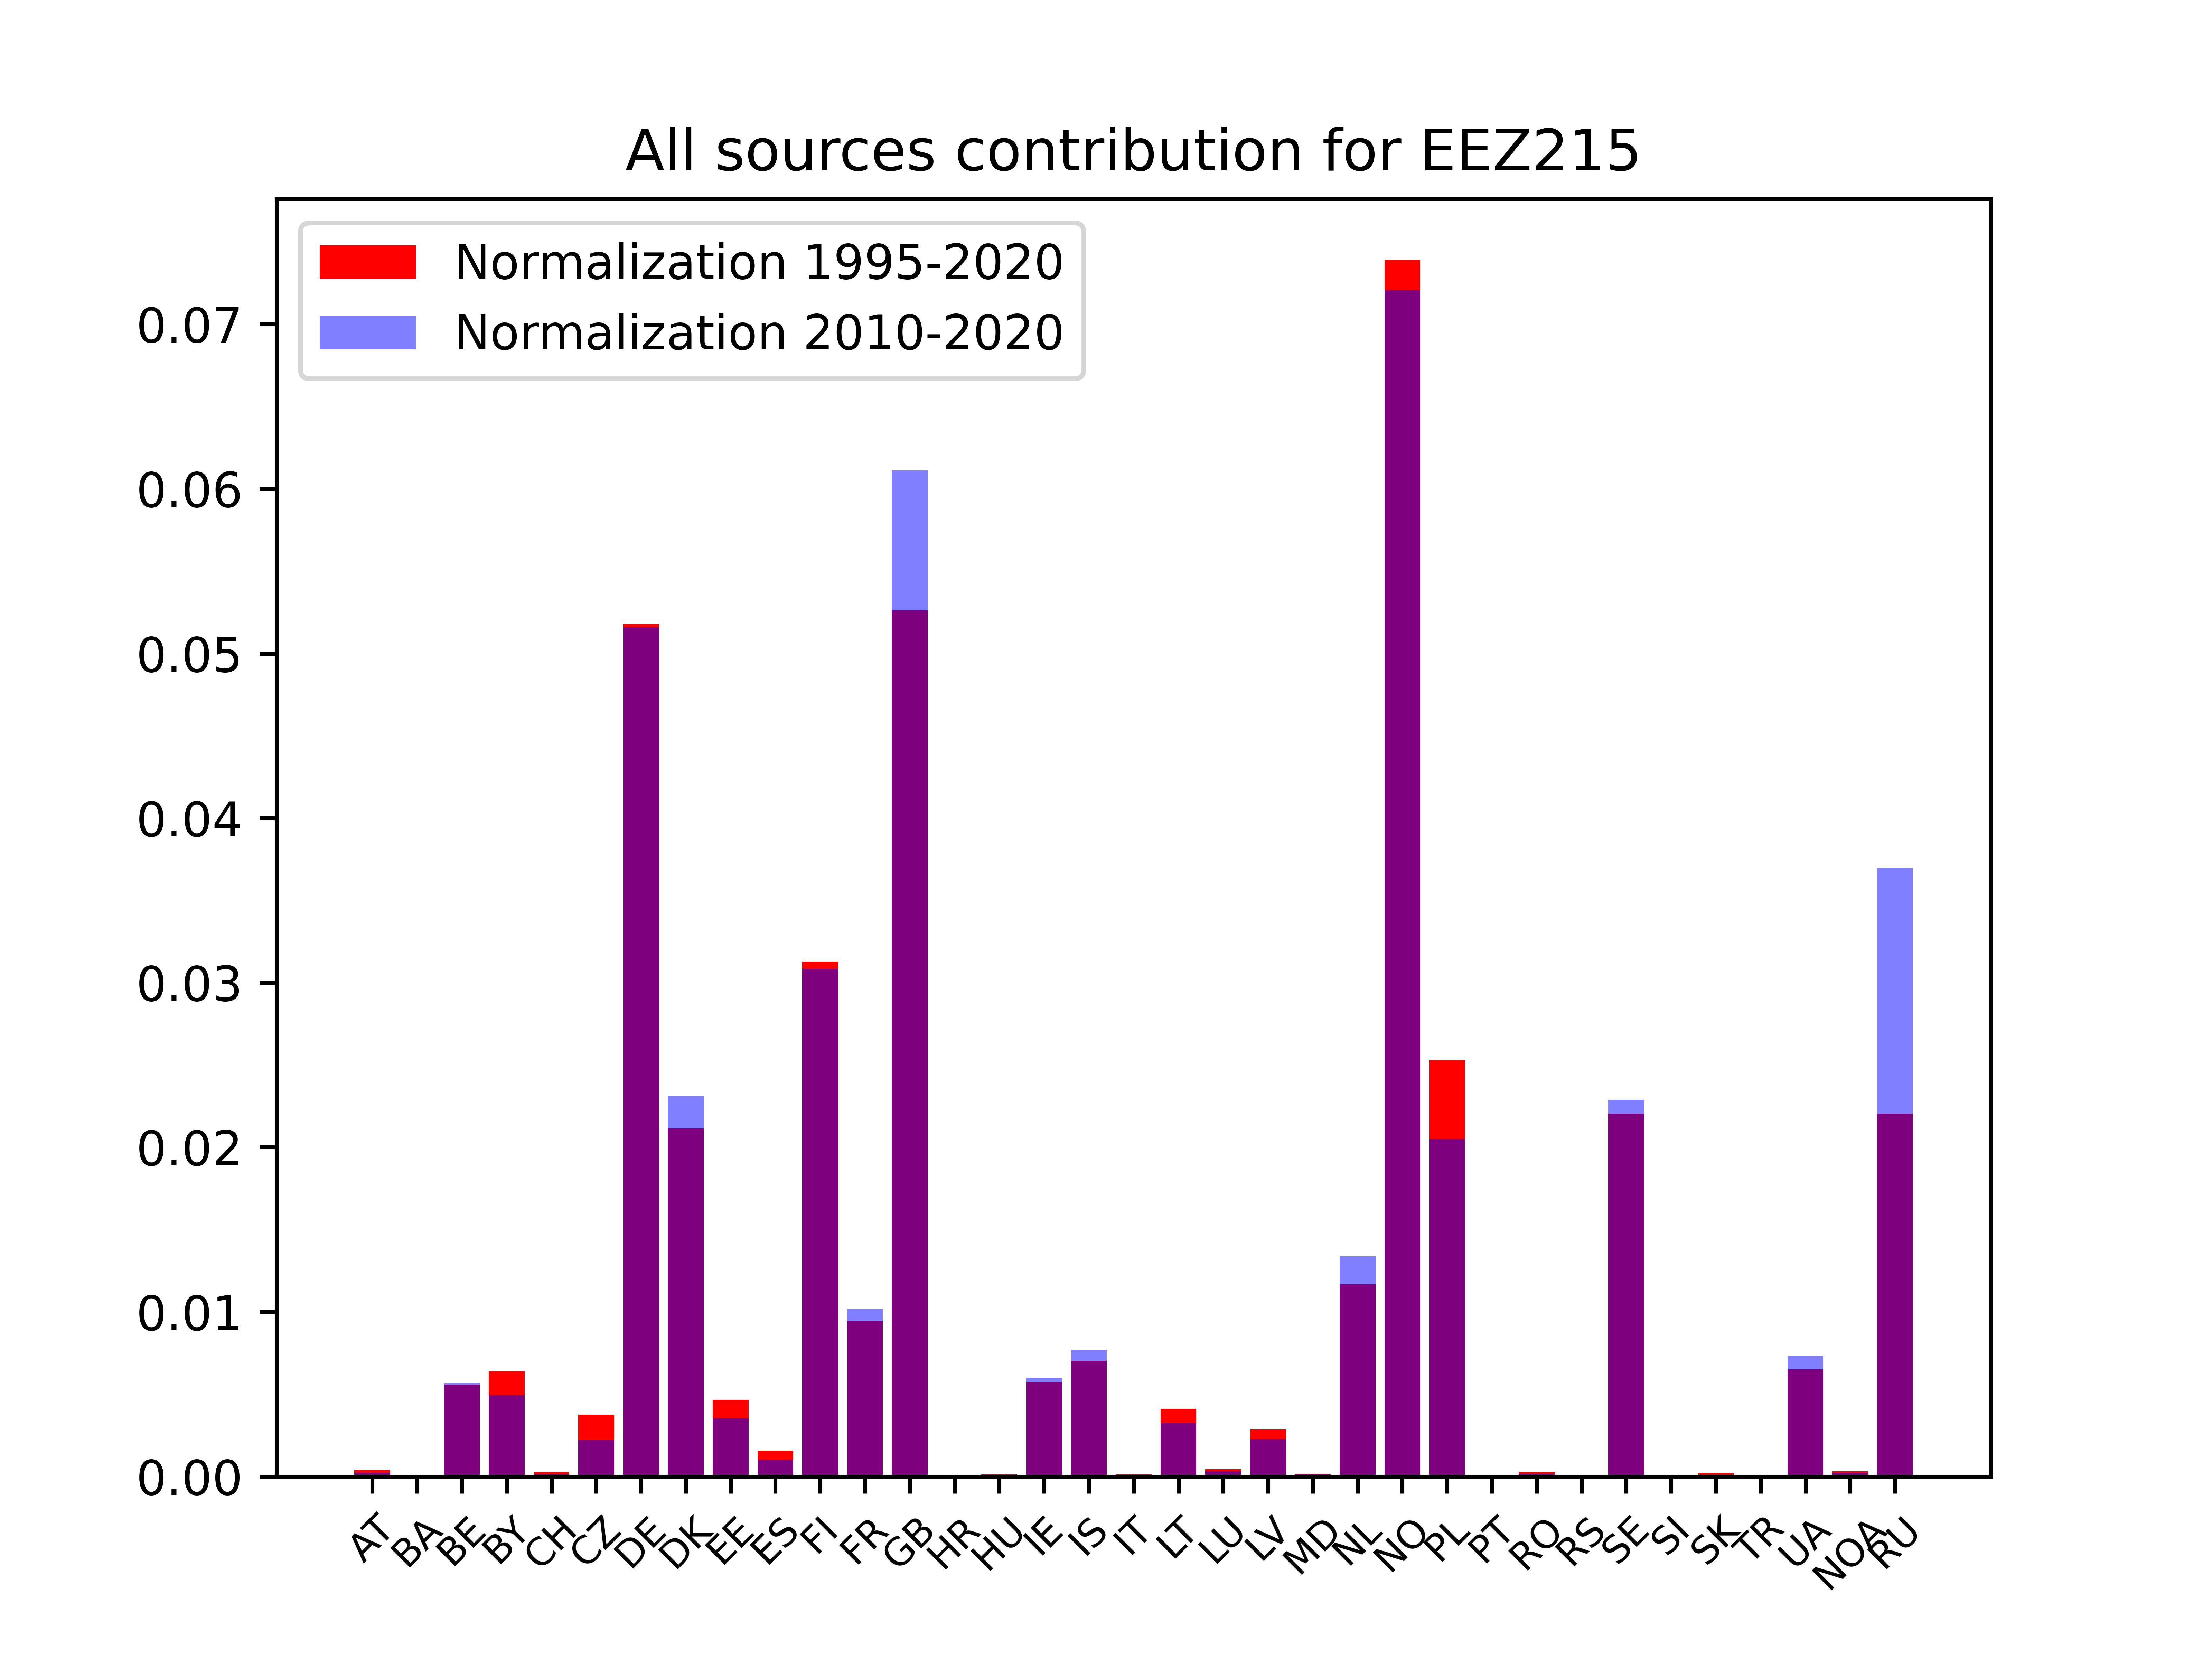 All sources contribution for EEZ215
Normalization 1995-2020
Normalization 2010-2020
0.07
0.06
0.05
0.04
0.03
0.02
0.01
0.00
AT BA BE BY CH CZ DE DK EE ES FI FR GB HR HU IE IS IT LT LU LV MD NL NO PL PT RO RS SE SI SK TR UA NOA RU